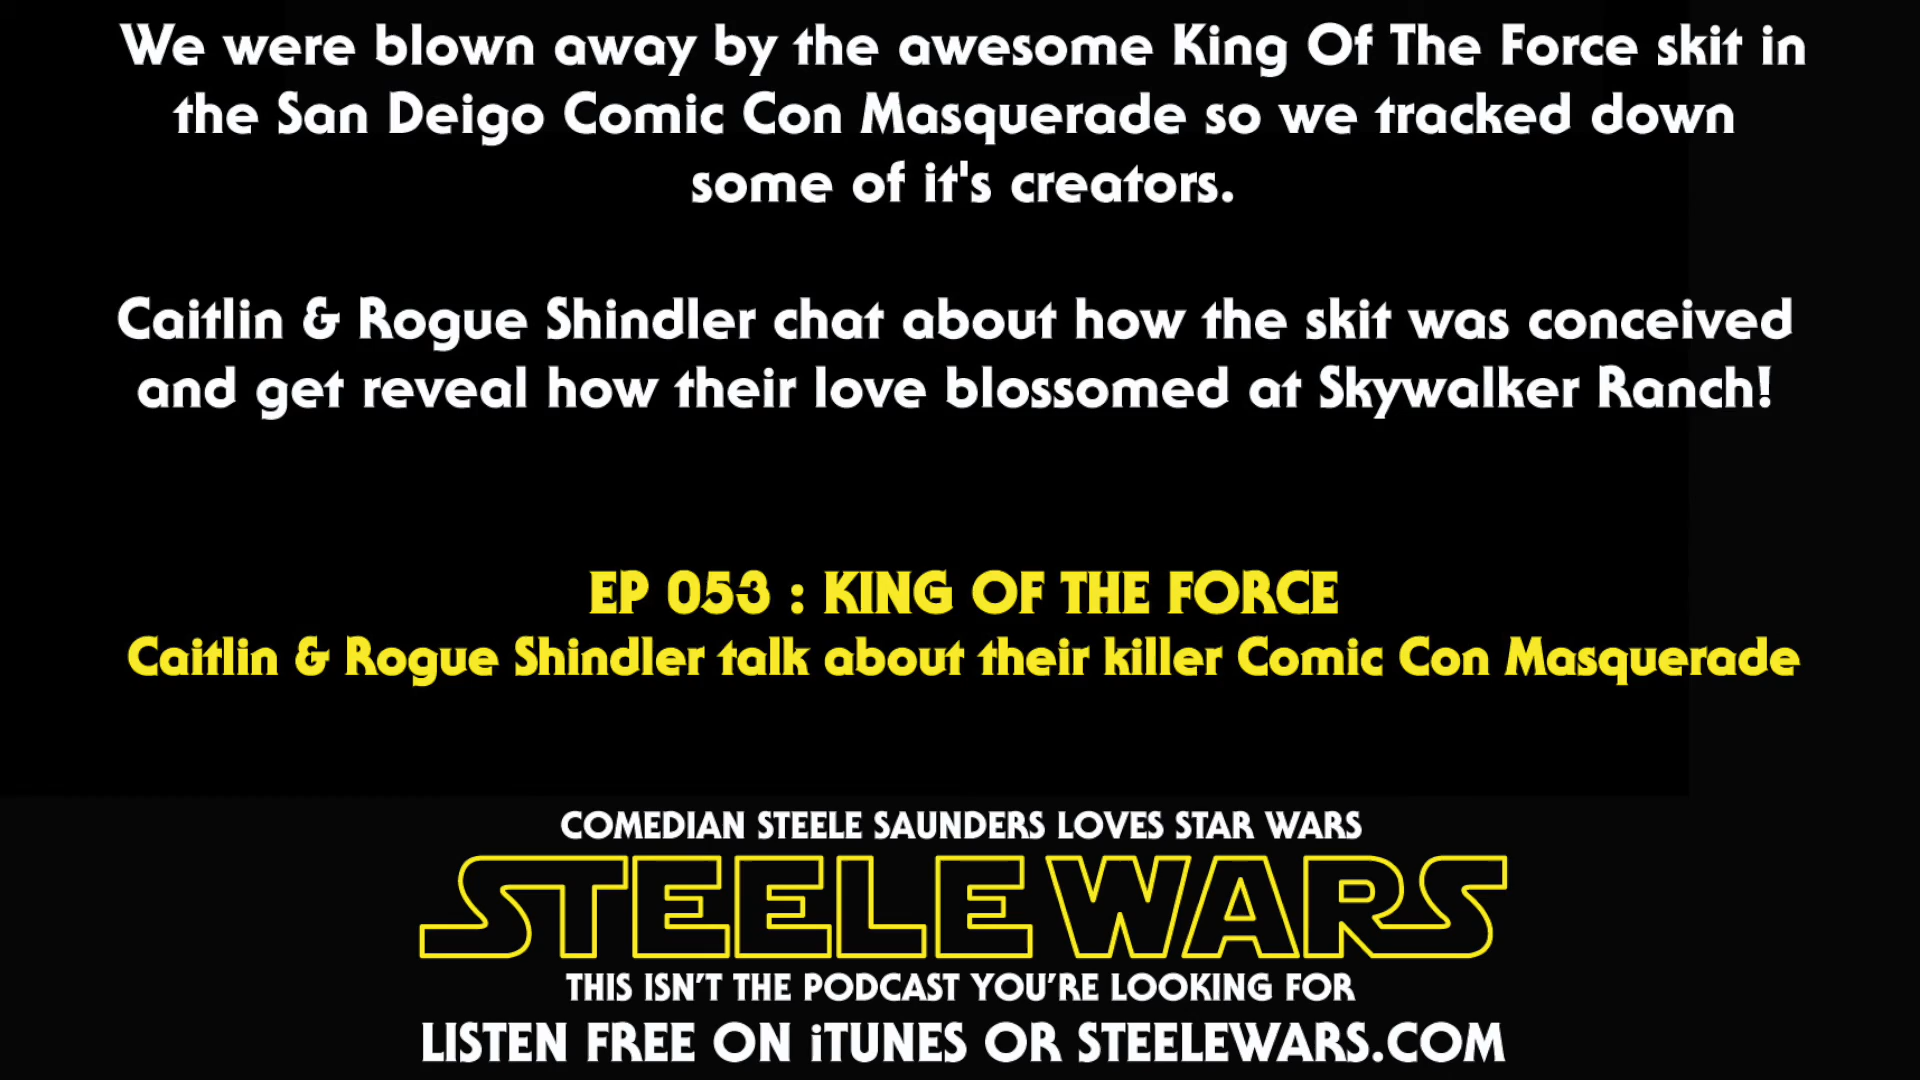 We were blown away by the awesome King Of The Force skit in
the San Deigo Comic Con Masquerade so we tracked down
some of it's creators.
Caitlin & Rogue Shindler chat about how the skit was conceived
and get reveal how their love blossomed at Skywalker Ranch!
EP 053 : KING OF THE FORCE
Caitlin & Rogue Shindler talk about their killer Comic Con Masquerade
COMEDIAN STEELE SAUNDERS LOVES STAR WARS
STEELE WARS
THIS ISN'T THE PODCAST YOU'RE LOOKING FOR
LISTEN FREE ON iTUNES OR STEELEWARS.COM